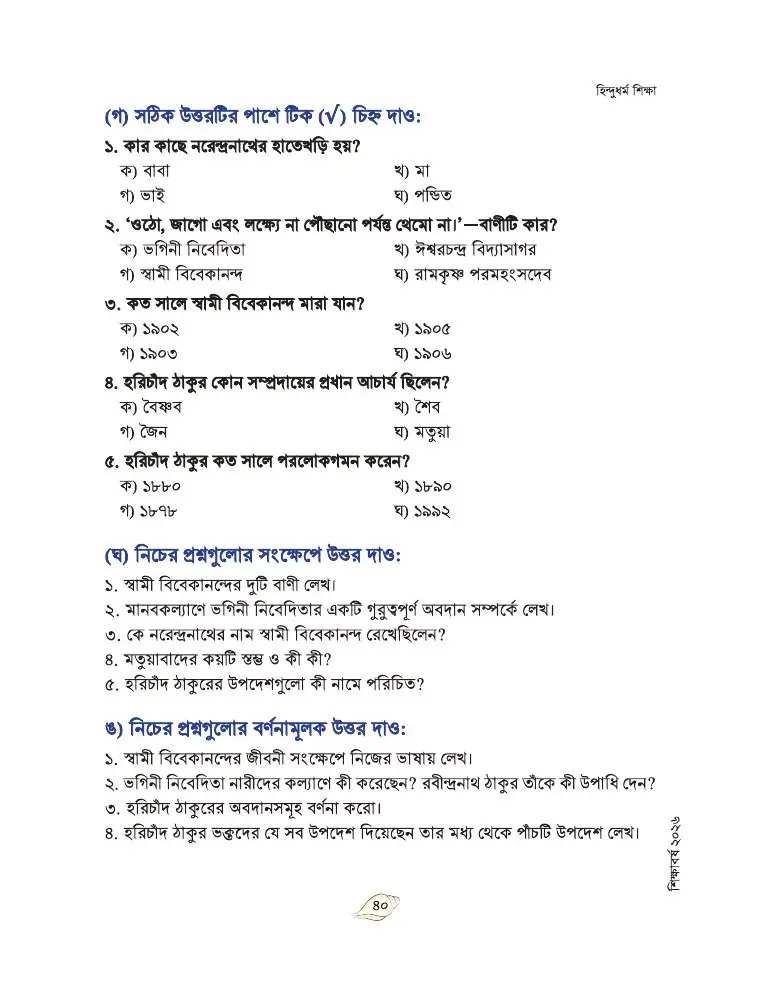 হিন্দুধর্ম শিক্ষা
(গ) সঠিক উত্তরটির পাশে টিক (√) চিহ্ন দাও:
১. কার কাছে নরেন্দ্রনাথের হাতেখড়ি হয়?
ক) বাবা খ) মা
গ) ভাই ঘ) পণ্ডিত
২. ‘ওঠো, জাগো এবং লক্ষ্যে না পৌঁছানো পর্যন্ত থেমো না।’—বাণীটি কার?
ক) ভগিনী নিবেদিতা খ) ঈশ্বরচন্দ্র বিদ্যাসাগর
গ) স্বামী বিবেকানন্দ ঘ) রামকৃষ্ণ পরমহংসদেব
৩. কত সালে স্বামী বিবেকানন্দ মারা যান?
ক) ১৯০২ খ) ১৯০৫
গ) ১৯০৩ ঘ) ১৯০৬
৪. হরিচাঁদ ঠাকুর কোন সম্প্রদায়ের প্রধান আচার্য ছিলেন?
ক) বৈষ্ণব খ) শৈব
গ) জৈন ঘ) মতুয়া
৫. হরিচাঁদ ঠাকুর কত সালে পরলোকগমন করেন?
ক) ১৮৮০ খ) ১৮৯০
গ) ১৮৭৮ ঘ) ১৯৯২
(ঘ) নিচের প্রশ্নগুলোর সংক্ষেপে উত্তর দাও:
১. স্বামী বিবেকানন্দের দুটি বাণী লেখ।
২. মানবকল্যাণে ভগিনী নিবেদিতার একটি গুরুত্বপূর্ণ অবদান সম্পর্কে লেখ।
৩. কে নরেন্দ্রনাথের নাম স্বামী বিবেকানন্দ রেখেছিলেন?
৪. মতুয়াবাদের কয়টি স্তম্ভ ও কী কী?
৫. হরিচাঁদ ঠাকুরের উপদেশগুলো কী নামে পরিচিত?
ঙ) নিচের প্রশ্নগুলোর বর্ণনামূলক উত্তর দাও:
১. স্বামী বিবেকানন্দের জীবনী সংক্ষেপে নিজের ভাষায় লেখ।
২. ভগিনী নিবেদিতা নারীদের কল্যাণে কী করেছেন? রবীন্দ্রনাথ ঠাকুর তাঁকে কী উপাধি দেন?
৩. হরিচাঁদ ঠাকুরের অবদানসমূহ বর্ণনা করো।
৪. হরিচাঁদ ঠাকুর ভক্তদের যে সব উপদেশ দিয়েছেন তার মধ্য থেকে পাঁচটি উপদেশ লেখ।
শিক্ষাবর্ষ ২০২৬
৪০